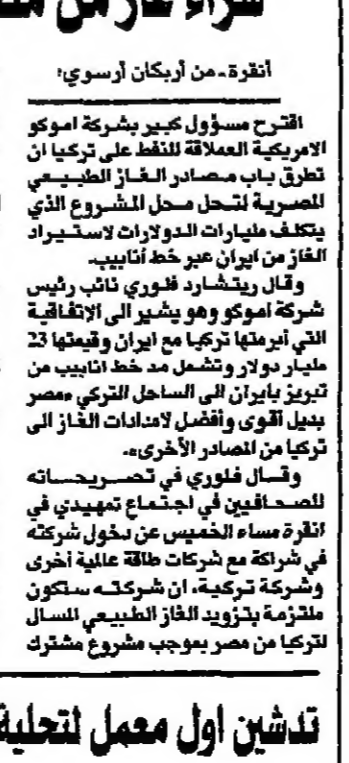 شراء غاز من
أنقرة ـ من أربكان أرسوي:
اقترح مسؤول كبير بشركة اموكو
الامريكية العملاقة للنفط على تركيا ان
تطرق باب مصادر الغاز الطبيعي
المصرية لتحل محل المشروع الذي
يتكلف مليارات الدولارات لاستيراد
الغاز من ايران عبر خط أنابيب.
وقال ريتشارد فلوري نائب رئيس
شركة أموكو وهو يشير الى الاتفاقية
التي أبرمتها تركيا مع ايران وقيمتها 23
مليار دولار وتشمل مد خط انابيب من
تبريز بايران الى الساحل التركي «مصر
بديل أقوى وأفضل لامدادات الغاز الى
تركيا من المصادر الأخرى».
وقال فلوري في تصريحاته
للصحافيين في اجتماع تمهيدي في
انقرة مساء الخميس عن دخول شركته
في شراكة مع شركات طاقة عالمية أخرى
وشركة تركية، ان شركته ستكون
ملتزمة بتزويد الغاز الطبيعي المسال
لتركيا من مصر بموجب مشروع مشترك
تدشين اول معمل لتحلية